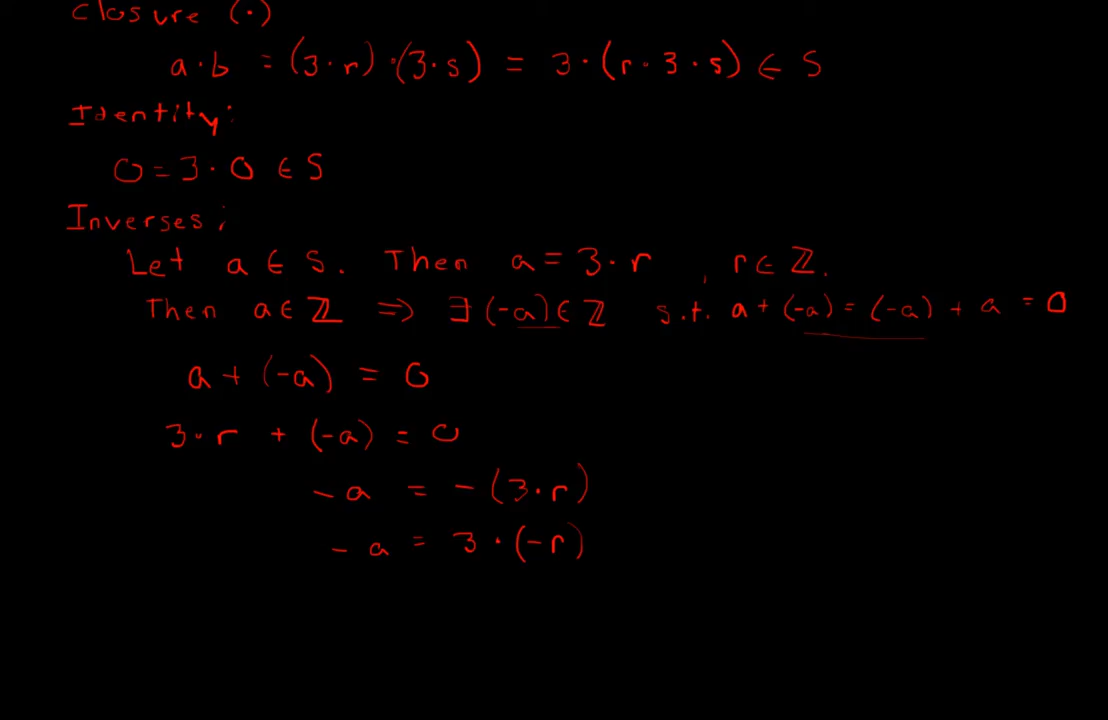 Closure (·)
a·b = (3·r)·(3·s) = 3·(r·3·s) ∈ S
Identity:
0 = 3·0 ∈ S
Inverses:
Let a ∈ S. Then a = 3·r, r ∈ ℤ.
Then a ∈ ℤ ⇒ ∃ (-a) ∈ ℤ s.t. a + (-a) = (-a) + a = 0
a + (-a) = 0
3·r + (-a) = 0
-a = -(3·r)
-a = 3·(-r)